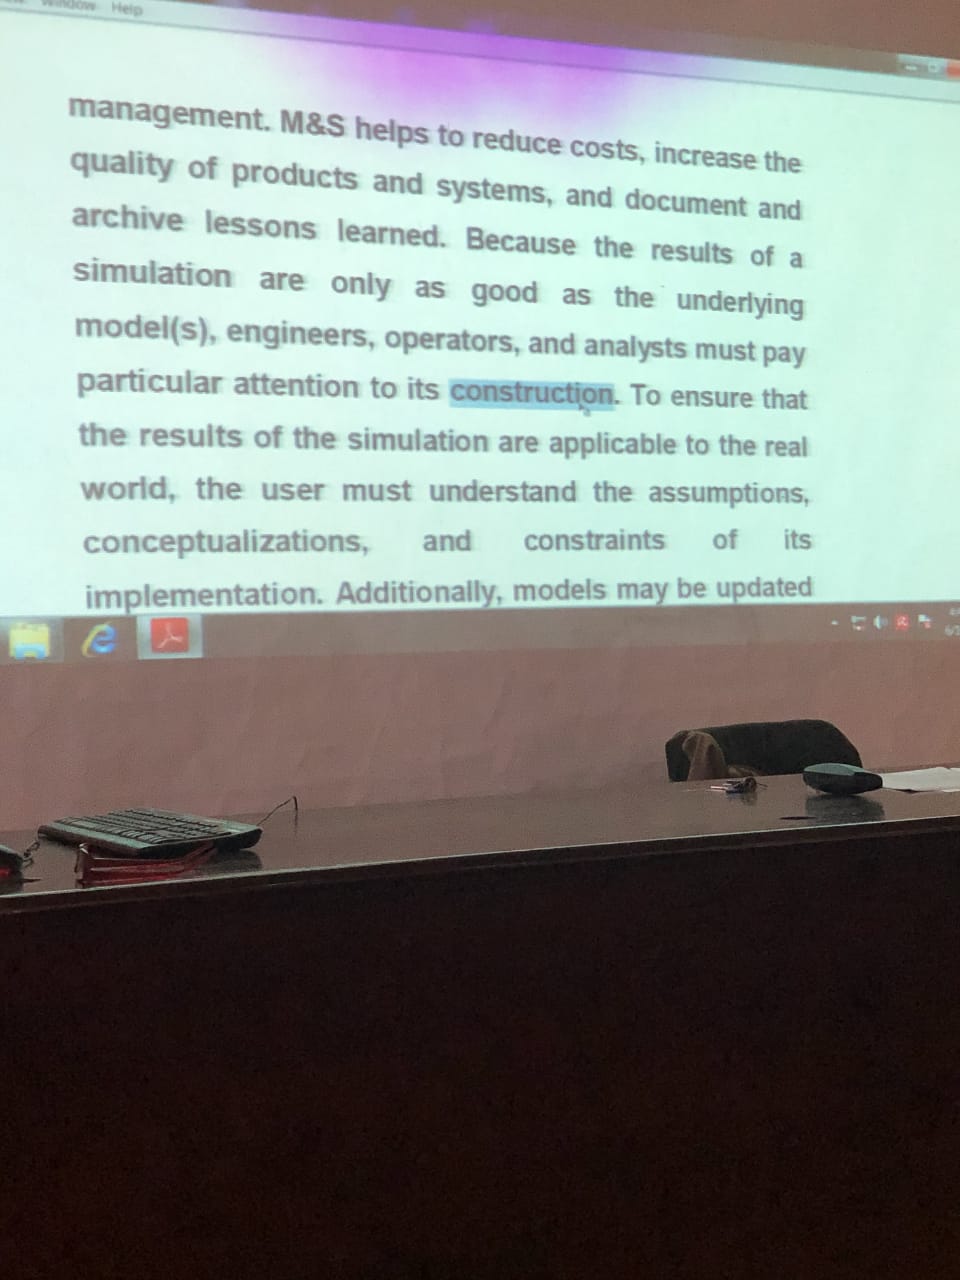 Window Help
management. M&S helps to reduce costs, increase the
quality of products and systems, and document and
archive lessons learned. Because the results of a
simulation are only as good as the underlying
model(s), engineers, operators, and analysts must pay
particular attention to its construction. To ensure that
the results of the simulation are applicable to the real
world, the user must understand the assumptions,
conceptualizations, and constraints of its
implementation. Additionally, models may be updated